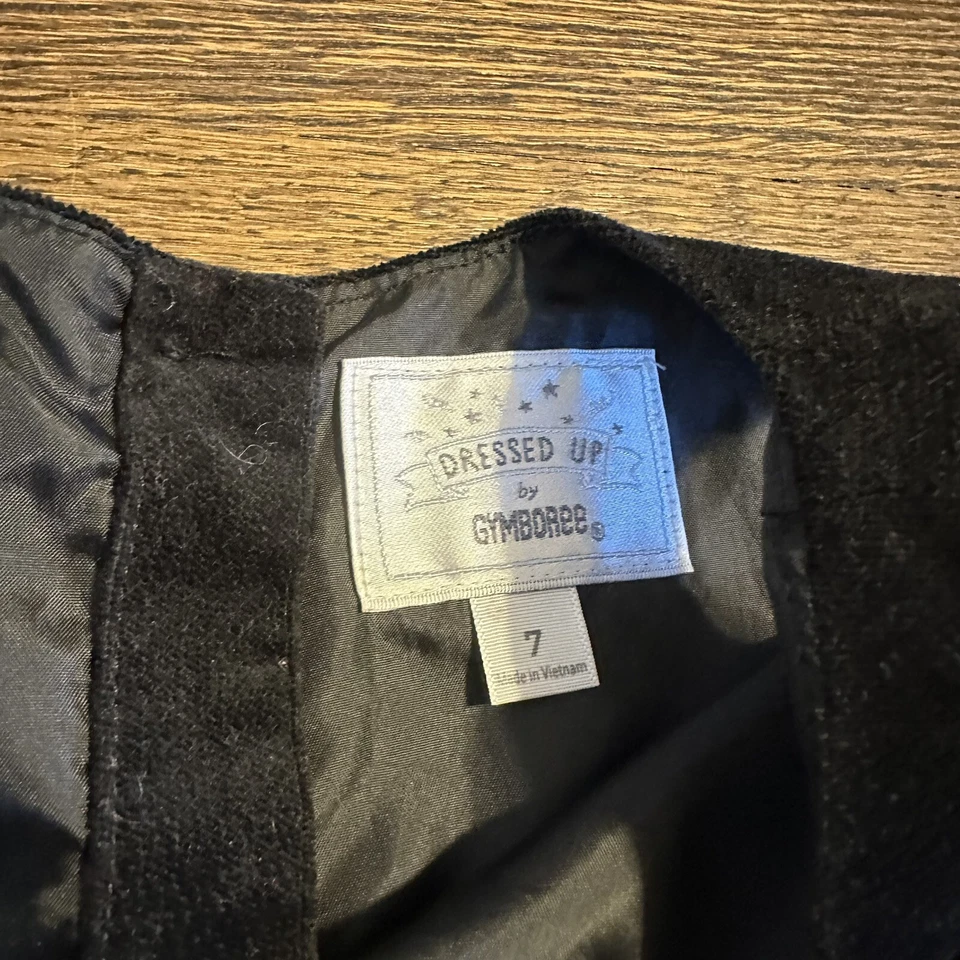 DRESSED UP
by
GYMBOREE®
7
Made in Vietnam